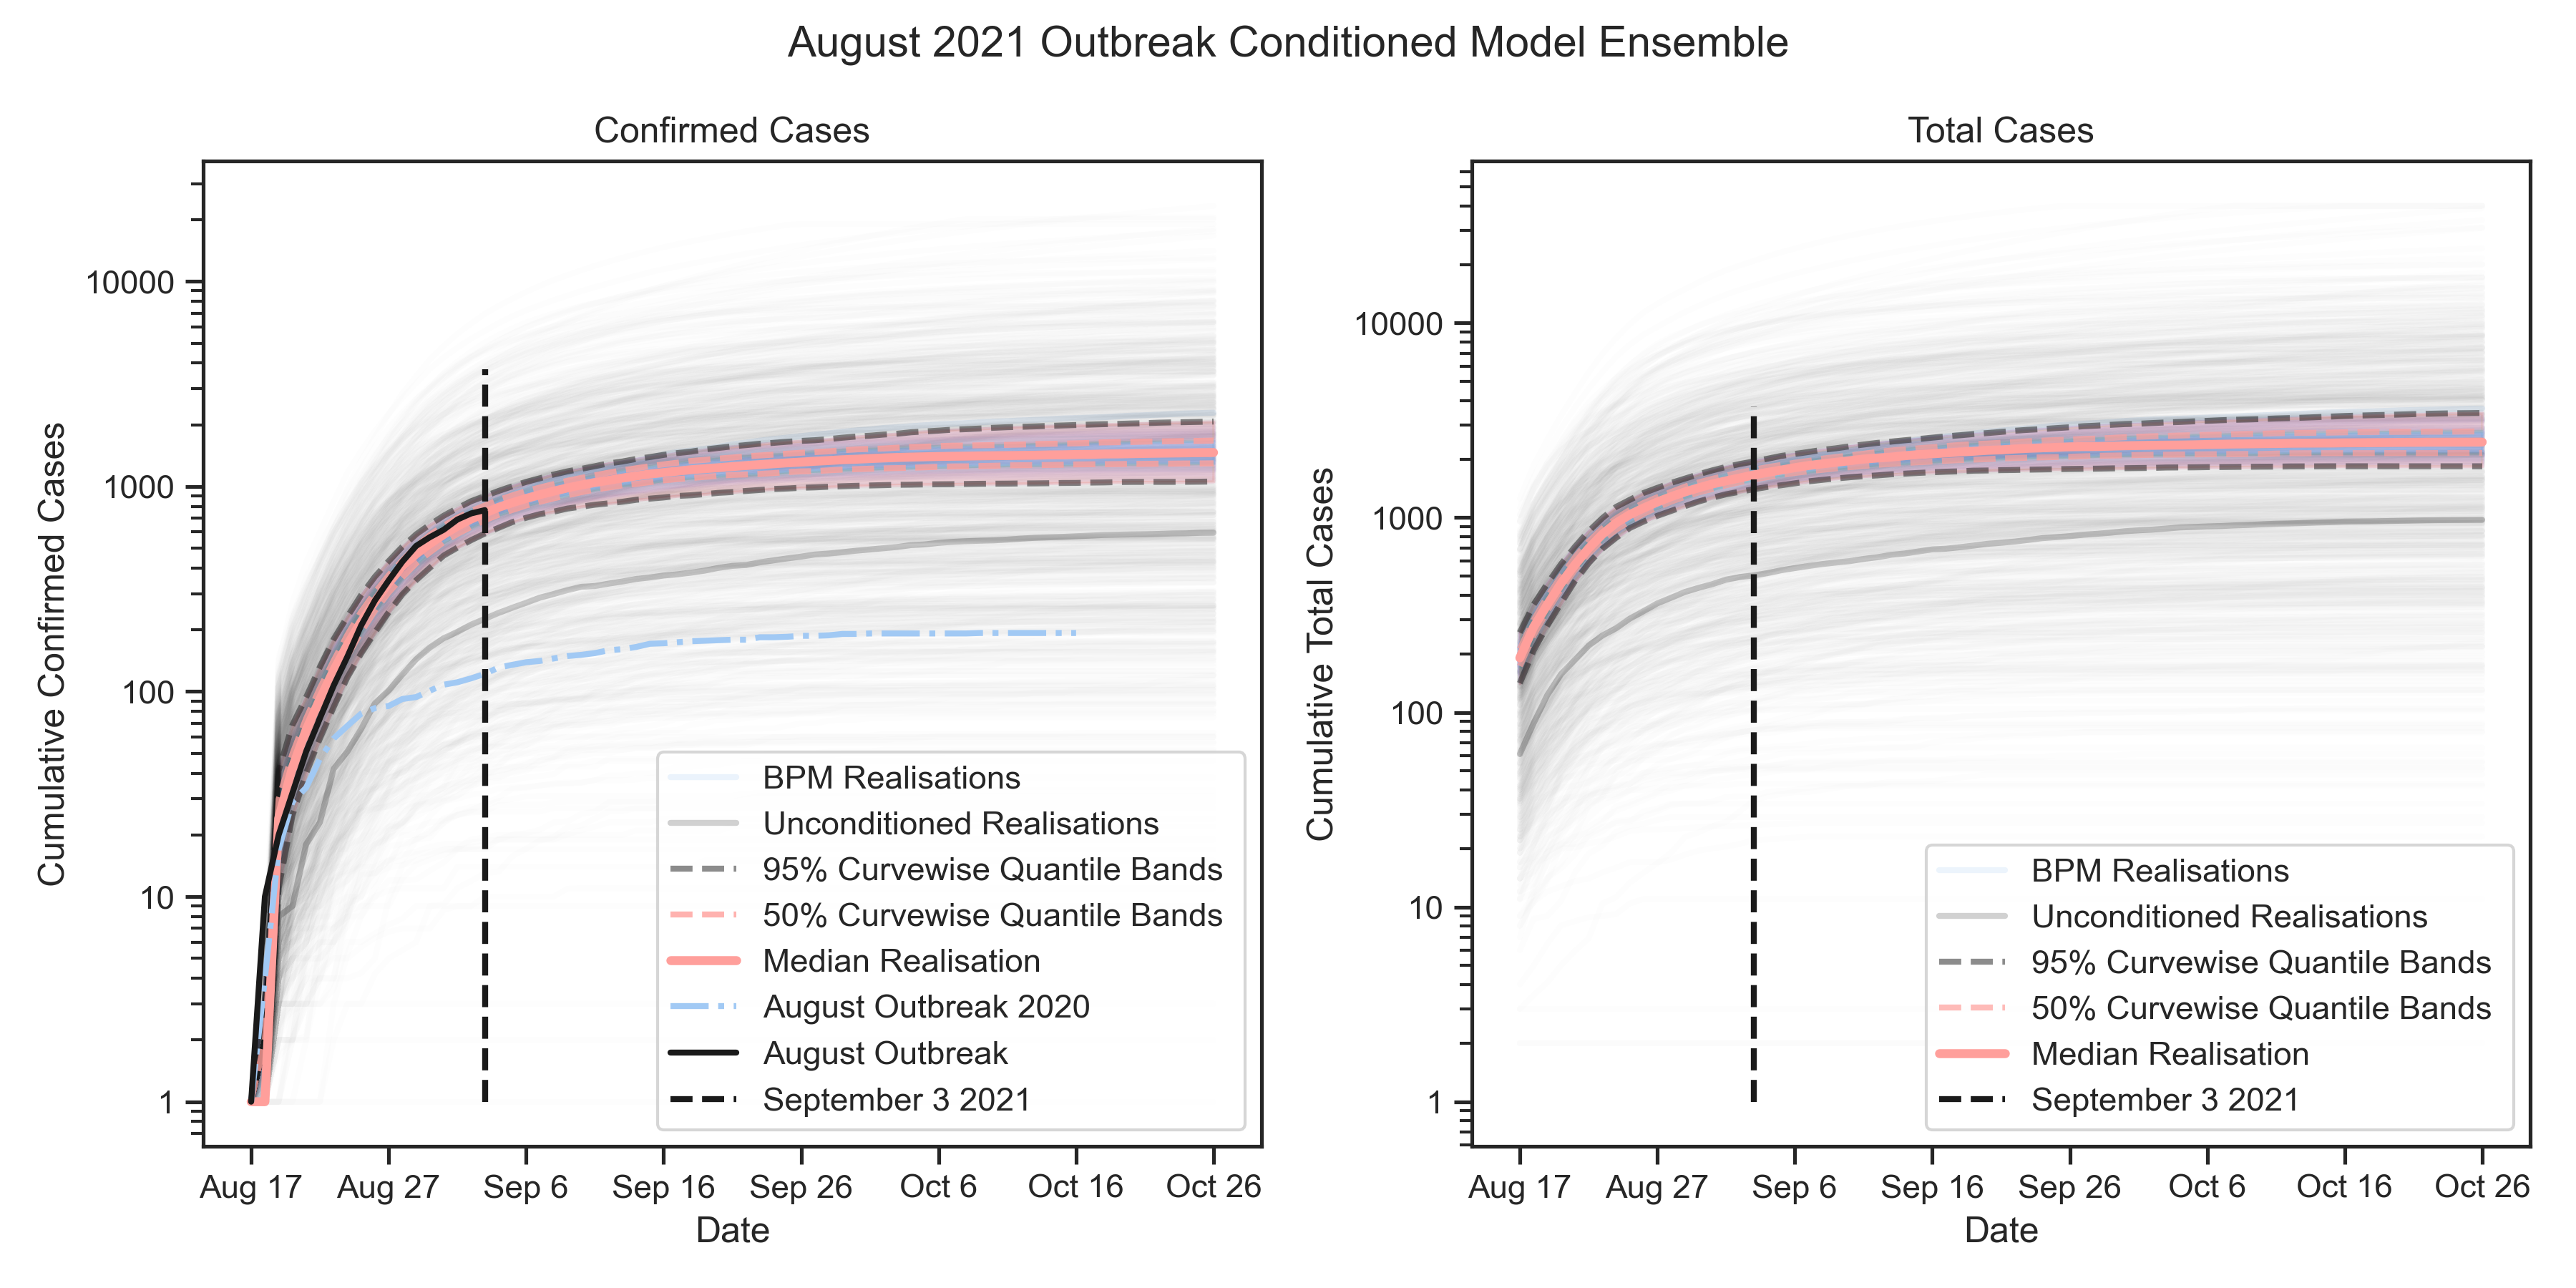 August 2021 Outbreak Conditioned Model Ensemble
Confirmed Cases
Cumulative Confirmed Cases
10000
1000
100
10
1
Aug 17 Aug 27 Sep 6 Sep 16 Sep 26 Oct 6 Oct 16 Oct 26
Date
BPM Realisations
Unconditioned Realisations
95% Curvewise Quantile Bands
50% Curvewise Quantile Bands
Median Realisation
August Outbreak 2020
August Outbreak
September 3 2021
Total Cases
Cumulative Total Cases
10000
1000
100
10
1
Aug 17 Aug 27 Sep 6 Sep 16 Sep 26 Oct 6 Oct 16 Oct 26
Date
BPM Realisations
Unconditioned Realisations
95% Curvewise Quantile Bands
50% Curvewise Quantile Bands
Median Realisation
September 3 2021